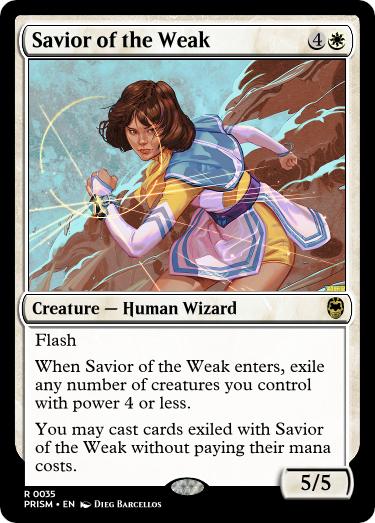 Savior of the Weak 4
Creature — Human Wizard
Flash
When Savior of the Weak enters, exile
any number of creatures you control
with power 4 or less.
You may cast cards exiled with Savior
of the Weak without paying their mana
costs.
5/5
R 0035
PRISM • EN Dieg Barcellos